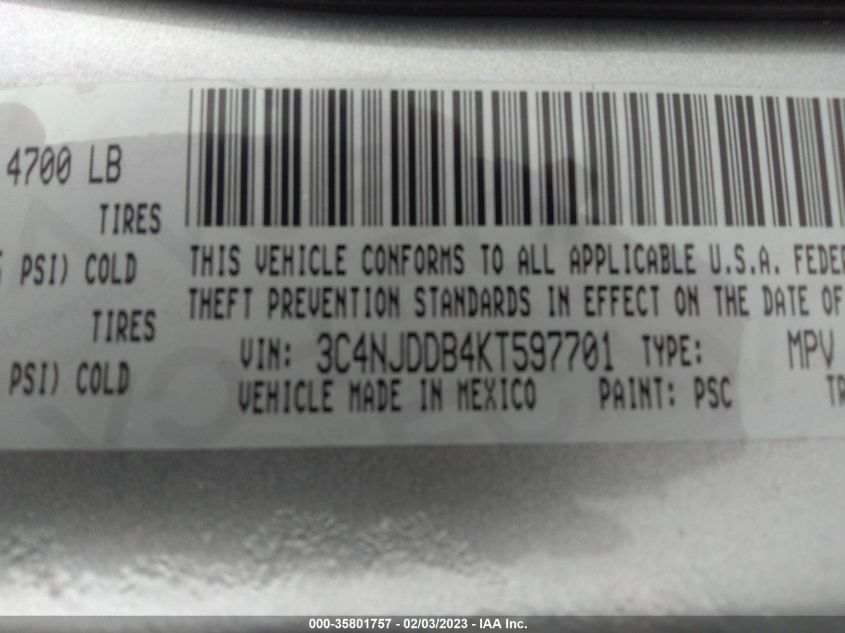 4700 LB
TIRES
THIS VEHICLE CONFORMS TO ALL APPLICABLE U.S.A. FEDER
PSI) COLD
THEFT PREVENTION STANDARDS IN EFFECT ON THE DATE OF
TIRES
VIN: 3C4NJDDB4KT597701 TYPE: MPV
PSI) COLD
VEHICLE MADE IN MEXICO PAINT: PSC TR
000-35801757 - 02/03/2023 - IAA Inc.